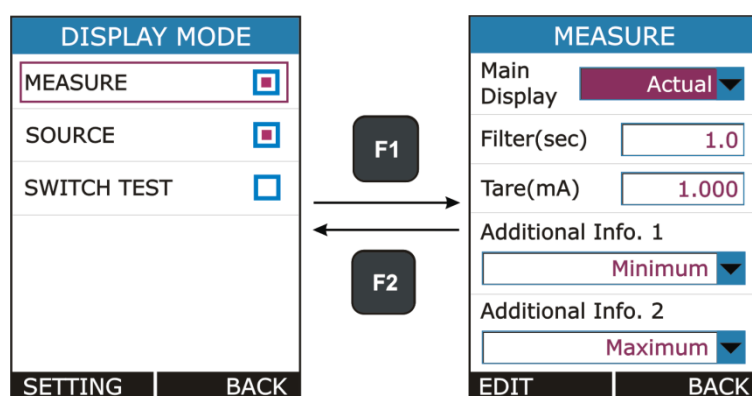 DISPLAY MODE
MEASURE
SOURCE
SWITCH TEST
SETTING BACK
F1
F2
MEASURE
Main
Display
Actual
Filter(sec) 1.0
Tare(mA) 1.000
Additional Info. 1
Minimum
Additional Info. 2
Maximum
EDIT BACK